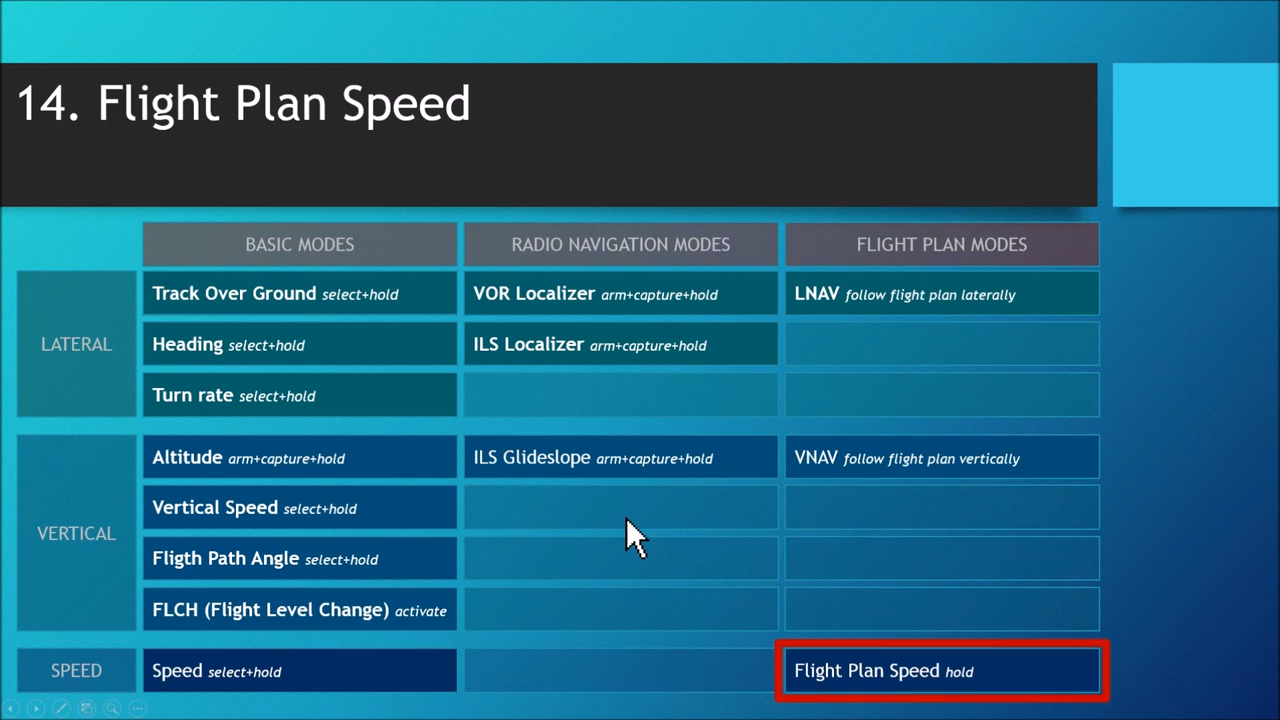 14. Flight Plan Speed
BASIC MODES RADIO NAVIGATION MODES FLIGHT PLAN MODES
LATERAL
Track Over Ground select+hold VOR Localizer arm+capture+hold LNAV follow flight plan laterally
Heading select+hold ILS Localizer arm+capture+hold
Turn rate select+hold
VERTICAL
Altitude arm+capture+hold ILS Glideslope arm+capture+hold VNAV follow flight plan vertically
Vertical Speed select+hold
Fligth Path Angle select+hold
FLCH (Flight Level Change) activate
SPEED Speed select+hold Flight Plan Speed hold